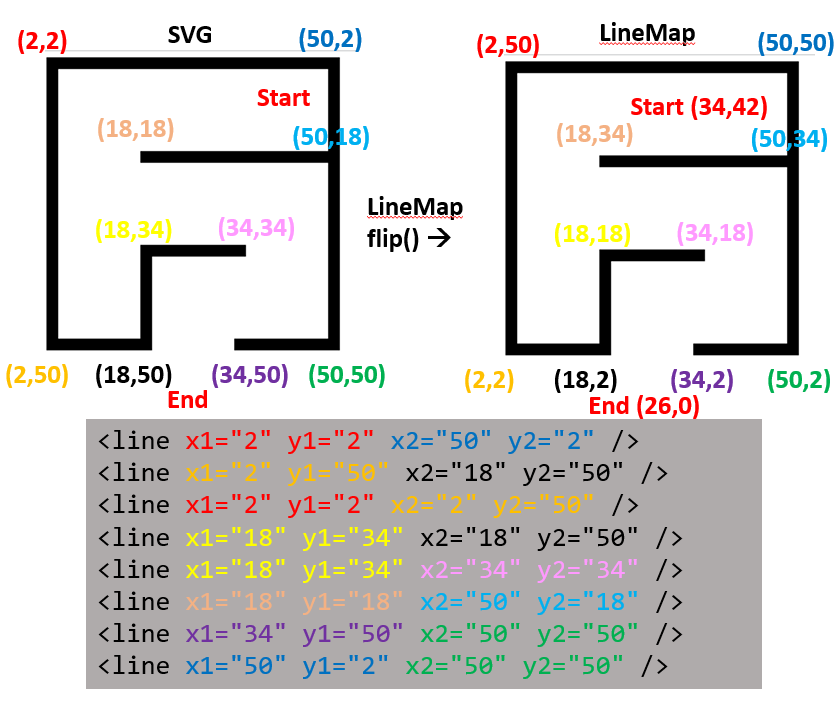 SVG
(2,2)
(50,2)
Start
(18,18)
(50,18)
(18,34)
(34,34)
(2,50)
(18,50)
(34,50)
(50,50)
End
LineMap
flip() →
LineMap
(2,50)
(50,50)
Start (34,42)
(18,34)
(50,34)
(18,18)
(34,18)
(2,2)
(18,2)
(34,2)
(50,2)
End (26,0)
<line x1="2" y1="2" x2="50" y2="2" />
<line x1="2" y1="50" x2="18" y2="50" />
<line x1="2" y1="2" x2="2" y2="50" />
<line x1="18" y1="34" x2="18" y2="50" />
<line x1="18" y1="34" x2="34" y2="34" />
<line x1="18" y1="18" x2="50" y2="18" />
<line x1="34" y1="50" x2="50" y2="50" />
<line x1="50" y1="2" x2="50" y2="50" />